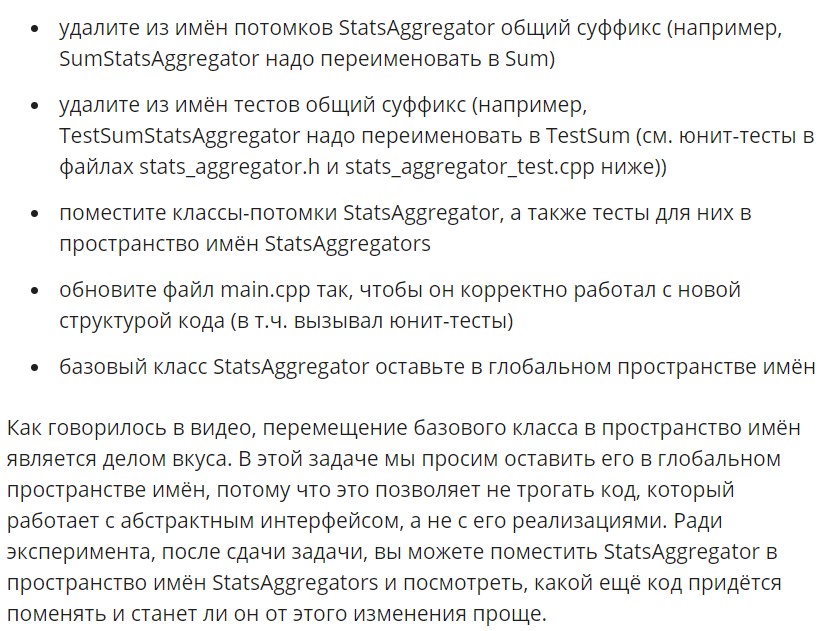 • удалите из имён потомков StatsAggregator общий суффикс (например,
SumStatsAggregator надо переименовать в Sum)
• удалите из имён тестов общий суффикс (например,
TestSumStatsAggregator надо переименовать в TestSum (см. юнит-тесты в
файлах stats_aggregator.h и stats_aggregator_test.cpp ниже))
• поместите классы-потомки StatsAggregator, а также тесты для них в
пространство имён StatsAggregators
• обновите файл main.cpp так, чтобы он корректно работал с новой
структурой кода (в т.ч. вызывал юнит-тесты)
• базовый класс StatsAggregator оставьте в глобальном пространстве имён
Как говорилось в видео, перемещение базового класса в пространство имён
является делом вкуса. В этой задаче мы просим оставить его в глобальном
пространстве имён, потому что это позволяет не трогать код, который
работает с абстрактным интерфейсом, а не с его реализациями. Ради
эксперимента, после сдачи задачи, вы можете поместить StatsAggregator в
пространство имён StatsAggregators и посмотреть, какой ещё код придётся
поменять и станет ли он от этого изменения проще.